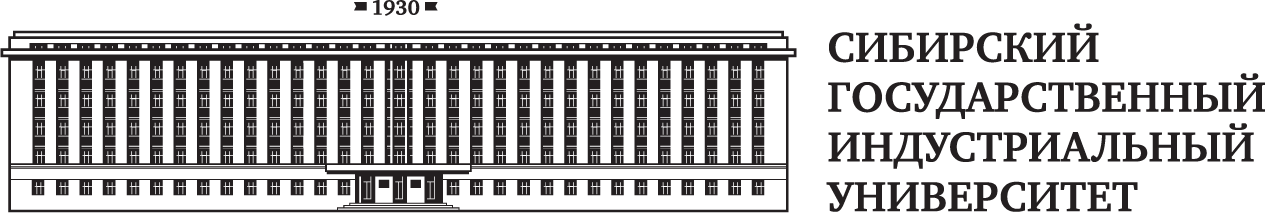 1930
СИБИРСКИЙ
ГОСУДАРСТВЕННЫЙ
ИНДУСТРИАЛЬНЫЙ
УНИВЕРСИТЕТ